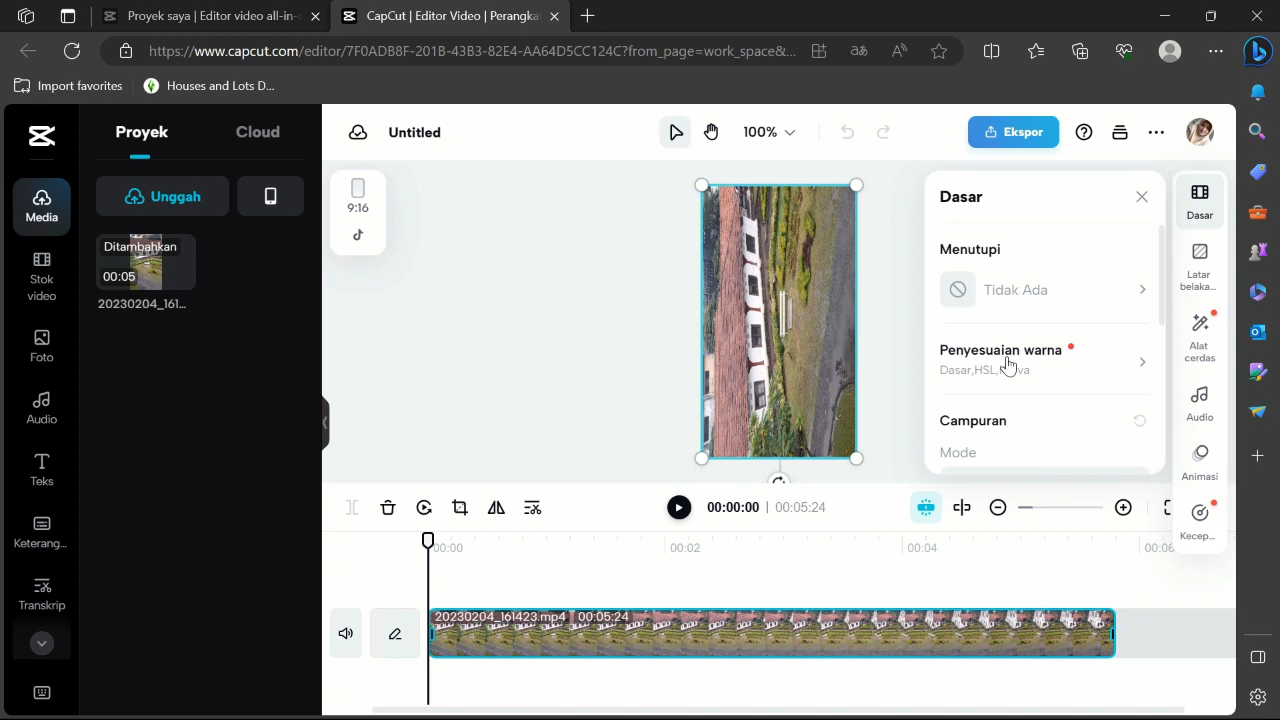 Proyek saya | Editor video all-in-
CapCut | Editor Video | Perangka
https://www.capcut.com/editor/7F0ADB8F-201B-43B3-82E4-AA64D5CC124C?from_page=work_space&...
Import favorites
Houses and Lots D...
Proyek
Cloud
Untitled
100%
Ekspor
Media
Unggah
9:16
Dasar
Dasar
Menutupi
Tidak Ada
Penyesuaian warna
Dasar,HSL,
Campuran
Mode
Ditambahkan
00:05
20230204_161...
Stok
video
Foto
Audio
Teks
Keterang...
Transkrip
Latar
belaka...
Alat
cerdas
Audio
Animasi
Kecep...
00:00:00 | 00:05:24
00:00
00:02
00:04
00:06
20230204_161423.mp4 00:05:24